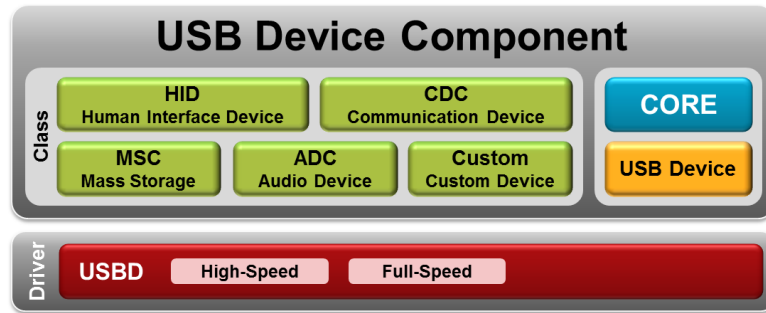 USB Device Component
Class
HID
Human Interface Device
CDC
Communication Device
MSC
Mass Storage
ADC
Audio Device
Custom
Custom Device
CORE
USB Device
Driver
USBD
High-Speed
Full-Speed